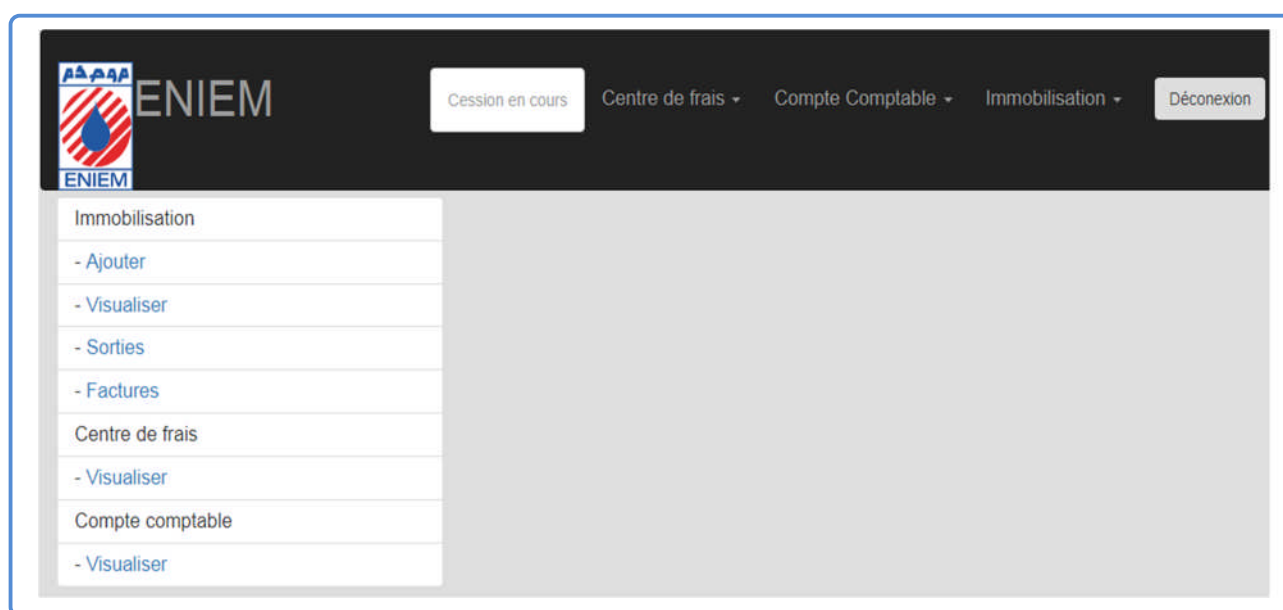 ENIEM
ENIEM
Cession en cours
Centre de frais
Compte Comptable
Immobilisation
Déconexion
Immobilisation
- Ajouter
- Visualiser
- Sorties
- Factures
Centre de frais
- Visualiser
Compte comptable
- Visualiser